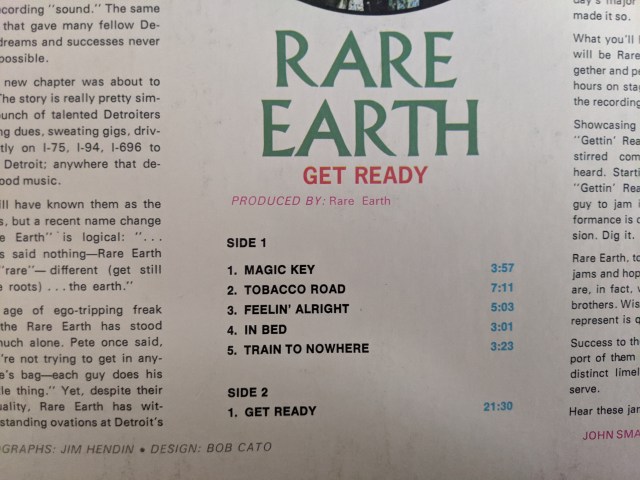 ecording "sound." The same
that gave many fellow De-
dreams and successes never
possible.
new chapter was about to
The story is really pretty sim-
bunch of talented Detroiters
ng dues, sweating gigs, driv-
tly on I-75, I-94, I-696 to
Detroit; anywhere that de-
ood music.
ill have known them as the
s, but a recent name change
e Earth" is logical: "...
s said nothing—Rare Earth
"rare"—different (get still
e roots) ... the earth."
age of ego-tripping freak
the Rare Earth has stood
much alone. Pete once said,
're not trying to get in any-
e's bag—each guy does his
le thing." Yet, despite their
uality, Rare Earth has wit-
standing ovations at Detroit's
OGRAPHS: JIM HENDIN • DESIGN: BOB CATO
RARE
EARTH
GET READY
PRODUCED BY: Rare Earth
SIDE 1
1. MAGIC KEY 3:57
2. TOBACCO ROAD 7:11
3. FEELIN' ALRIGHT 5:03
4. IN BED 3:01
5. TRAIN TO NOWHERE 3:23
SIDE 2
1. GET READY 21:30
day's major
made it so.
What you'll
will be Rare
gether and pe
hours on stag
the recording
Showcasing
"Gettin' Rea
stirred com
heard. Starti
"Gettin' Rea
guy to jam i
formance is c
sion. Dig it.
Rare Earth, to
jams and hop
are, in fact, v
brothers. Wis
represent is q
Success to the
port of them
distinct limel
serve.
Hear these jar
JOHN SMA